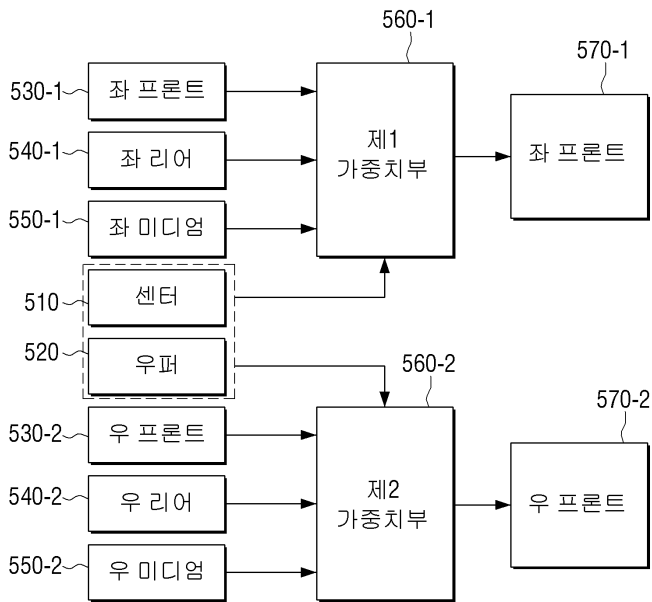 560-1
570-1
530-1
좌 프론트
540-1
좌 리어
제1
가중치부
좌 프론트
550-1
좌 미디엄
510
센터
520
우퍼
560-2
570-2
530-2
우 프론트
540-2
우 리어
제2
가중치부
우 프론트
550-2
우 미디엄